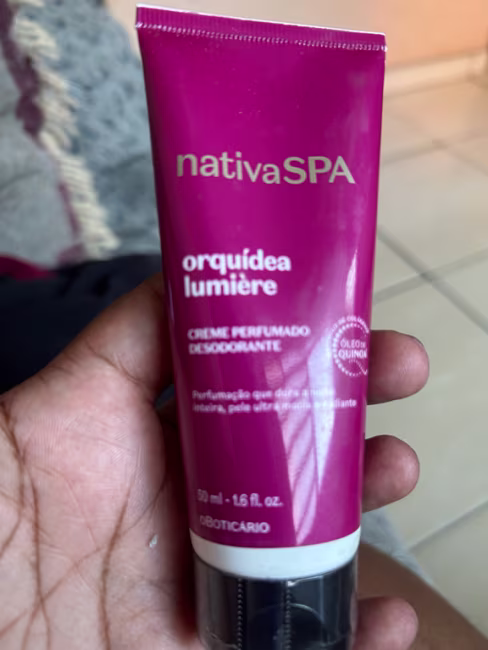 nativaSPA
orquídea
lumière
CREME PERFUMADO
DESODORANTE
ÓLEO DE
QUINOA
Perfumação que dura a noite
inteira, pele ultra macia e
50 ml - 1.6 fl. oz.
oBOTICÁRIO